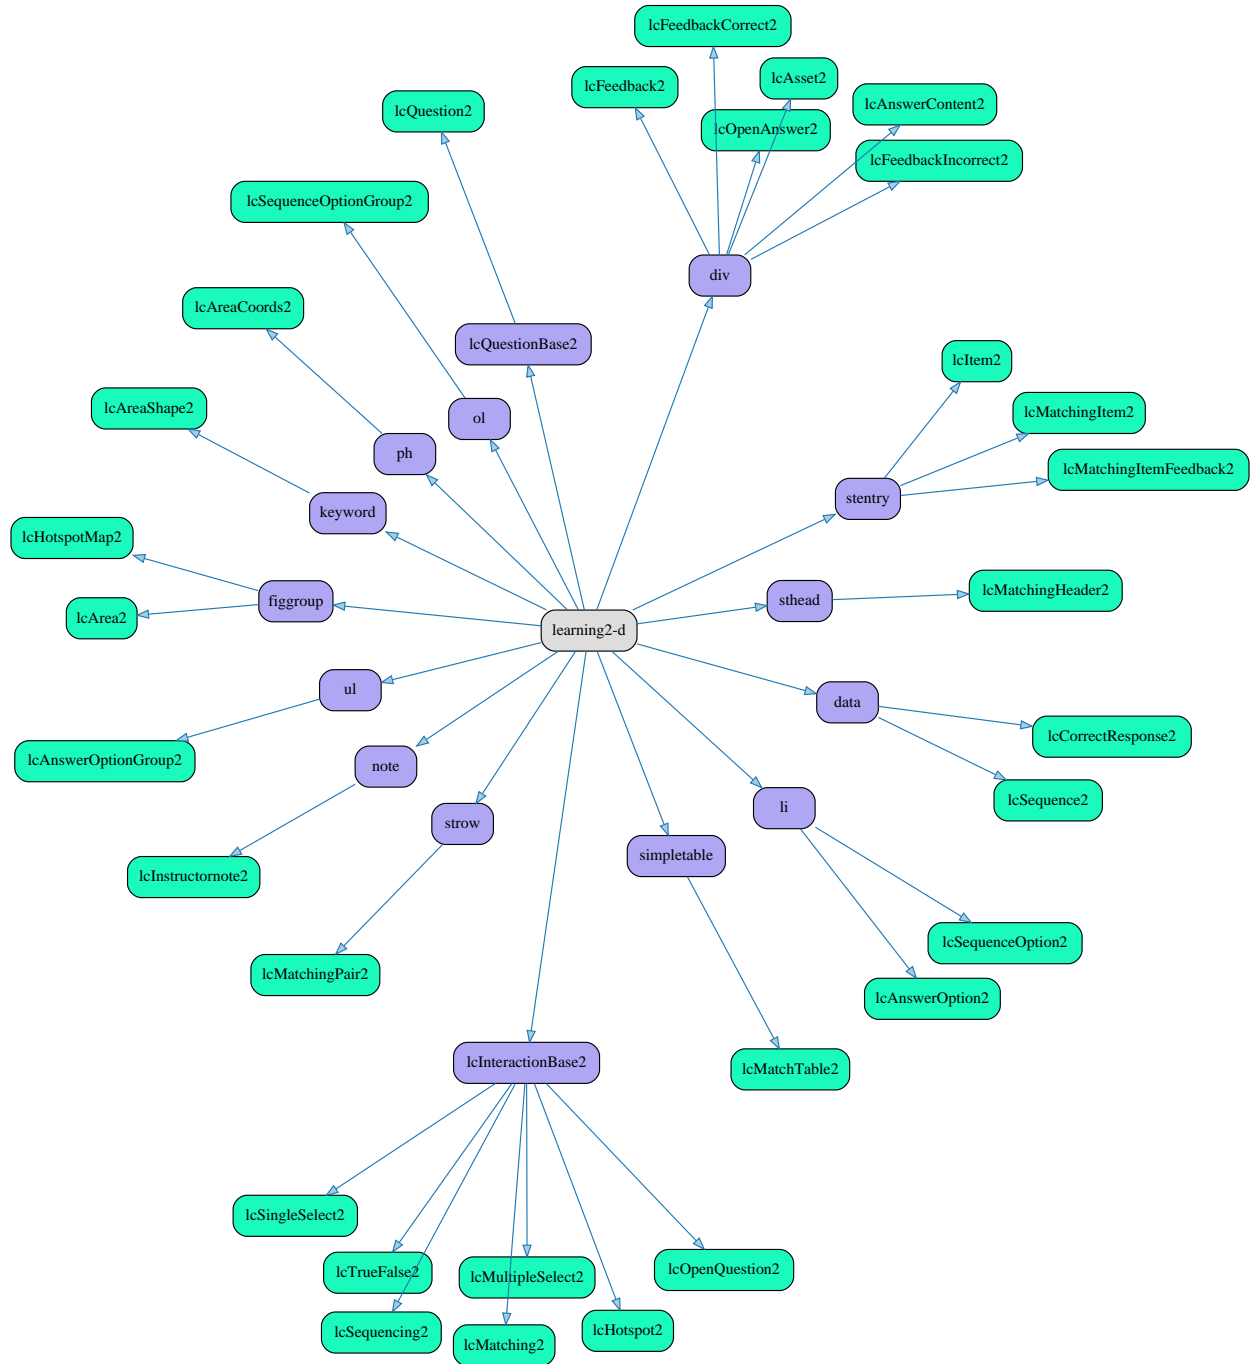 lcFeedbackCorrect2
lcFeedback2
lcAsset2
lcQuestion2
lcAnswerContent2
lcOpenAnswer2
lcFeedbackIncorrect2
lcSequenceOptionGroup2
div
lcAreaCoords2
lcQuestionBase2
lcItem2
lcAreaShape2
ol
lcMatchingItem2
ph
lcMatchingItemFeedback2
stentry
keyword
lcHotspotMap2
lcMatchingHeader2
figgroup
sthead
lcArea2
learning2-d
ul
data
lcCorrectResponse2
lcAnswerOptionGroup2
note
lcSequence2
li
strow
simpletable
lcInstructornote2
lcSequenceOption2
lcMatchingPair2
lcAnswerOption2
lcInteractionBase2
lcMatchTable2
lcSingleSelect2
lcOpenQuestion2
lcTrueFalse2
lcMultipleSelect2
lcSequencing2
lcHotspot2
lcMatching2